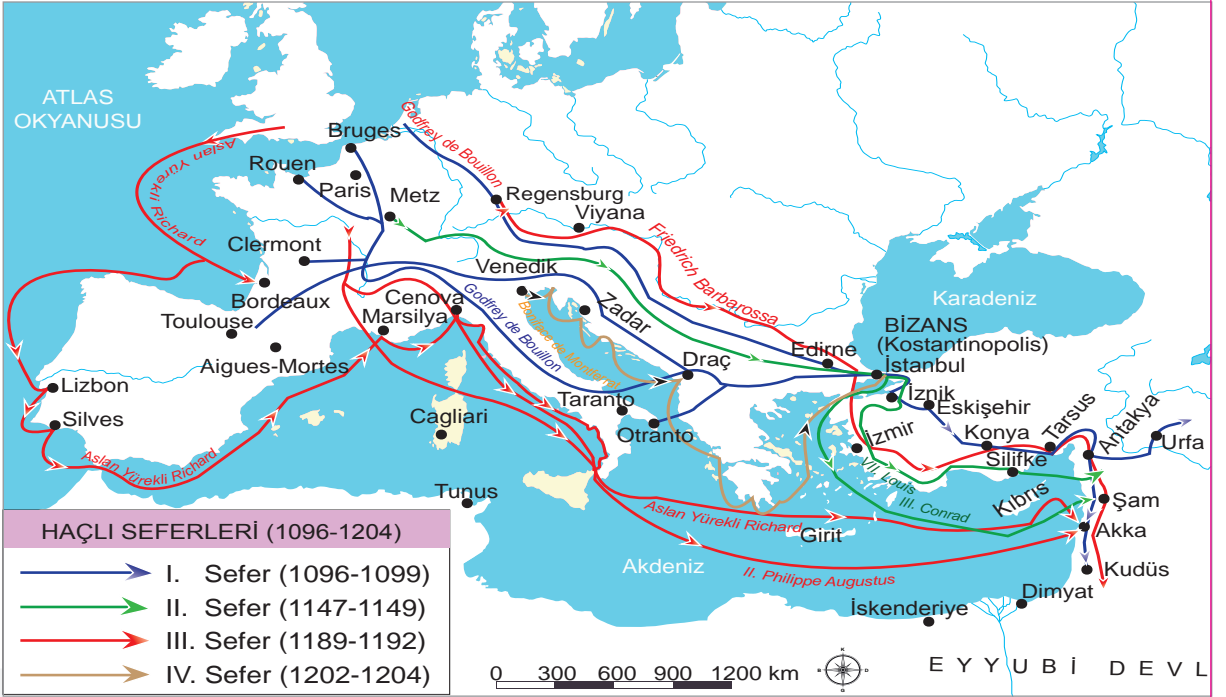 ATLAS
OKYANUSU
Aslan Yürekli Richard
Bruges
Rouen
Paris
Metz
Godfrey de Bouillon
Regensburg
Viyana
Clermont
Friedrich Barbarossa
Venedik
Bordeaux
Cenova
Godfrey de Bouillon
Zadar
Karadeniz
Toulouse
Marsilya
Boniface de Montferrat
BİZANS
(Kostantinopolis)
Aigues-Mortes
Draç
Edirne
İstanbul
Lizbon
Taranto
İznik
Eskişehir
Silves
Cagliari
Otranto
İzmir
Konya
Tarsus
Antakya
Urfa
Aslan Yürekli Richard
VII. Louis
Silifke
III. Conrad
Kıbrıs
Tunus
Şam
Aslan Yürekli Richard
Girit
Akka
Akdeniz
II. Philippe Augustus
Kudüs
İskenderiye
Dimyat
HAÇLI SEFERLERİ (1096-1204)
I. Sefer (1096-1099)
II. Sefer (1147-1149)
III. Sefer (1189-1192)
IV. Sefer (1202-1204)
0 300 600 900 1200 km
K
D
B
G
EYYUBİ DEVL